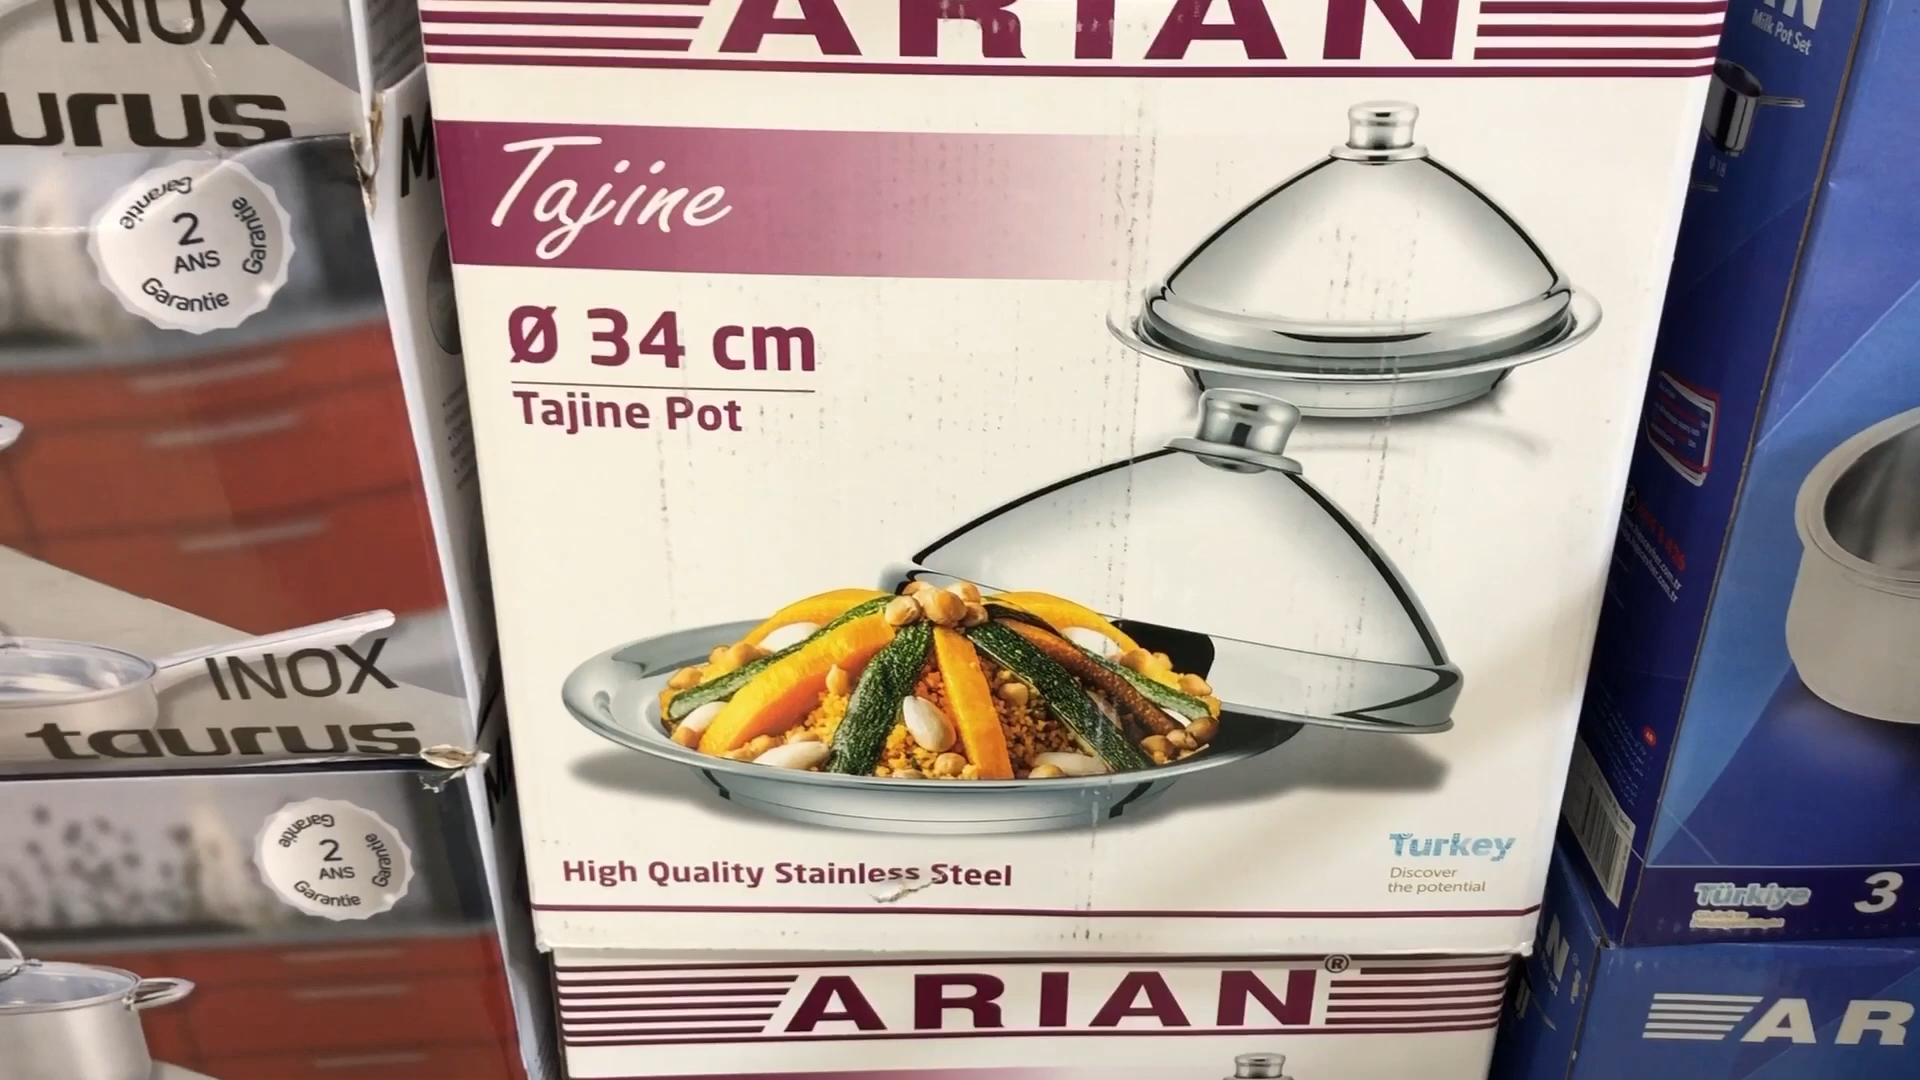 INOX
urus
2
ANS
Garantie
Garantie
Garantie
INOX
taurus
2
ANS
Garantie
Garantie
Garantie
ARIAN
Tajine
Ø 34 cm
Tajine Pot
High Quality Stainless Steel
Turkey
Discover
the potential
ARIAN®
Milk Pot Set
Türkiye
3
AR